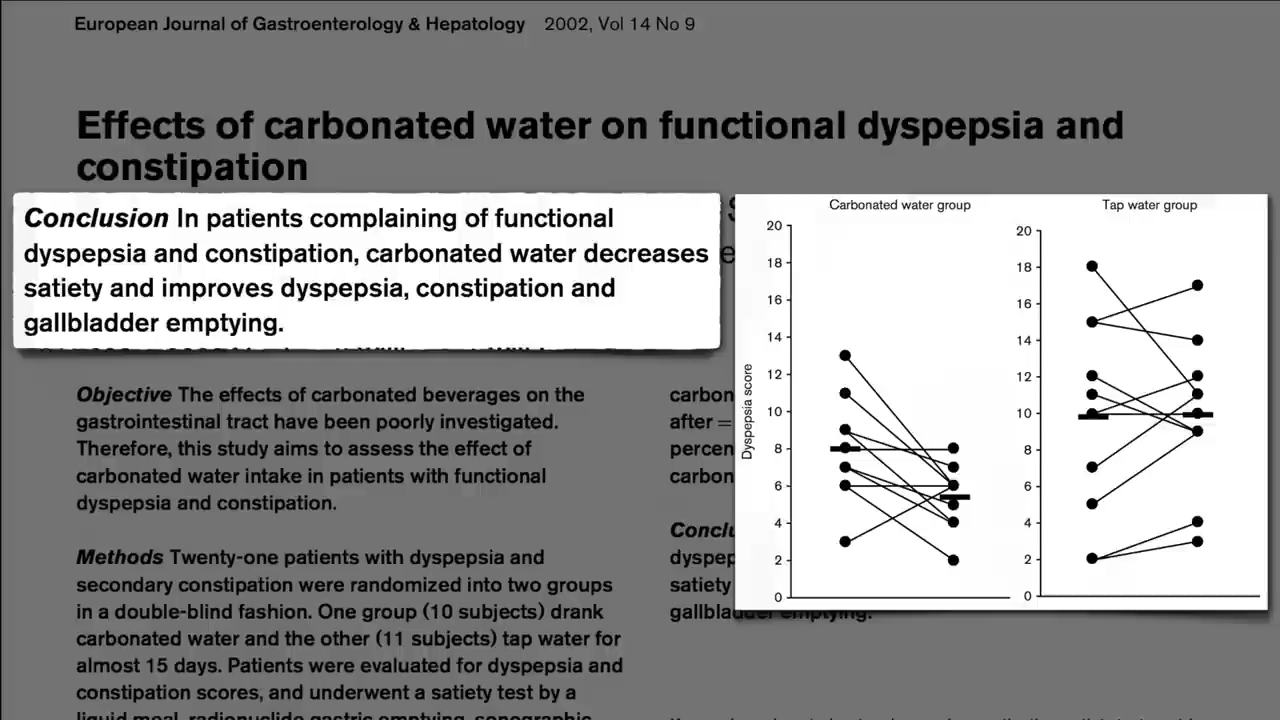 European Journal of Gastroenterology & Hepatology 2002, Vol 14 No 9
Effects of carbonated water on functional dyspepsia and
constipation
Conclusion In patients complaining of functional
dyspepsia and constipation, carbonated water decreases
satiety and improves dyspepsia, constipation and
gallbladder emptying.
Objective The effects of carbonated beverages on the
gastrointestinal tract have been poorly investigated.
Therefore, this study aims to assess the effect of
carbonated water intake in patients with functional
dyspepsia and constipation.
Methods Twenty-one patients with dyspepsia and
secondary constipation were randomized into two groups
in a double-blind fashion. One group (10 subjects) drank
carbonated water and the other (11 subjects) tap water for
almost 15 days. Patients were evaluated for dyspepsia and
constipation scores, and underwent a satiety test by a
liquid meal, radionuclide gastric emptying, sonographic
carbon
after =
percen
carbon
Conclu
dyspep
satiety
gallbladder emptying.
Carbonated water group
Dyspepsia score
20
18
16
14
12
10
8
6
4
2
0
Tap water group
20
18
16
14
12
10
8
6
4
2
0